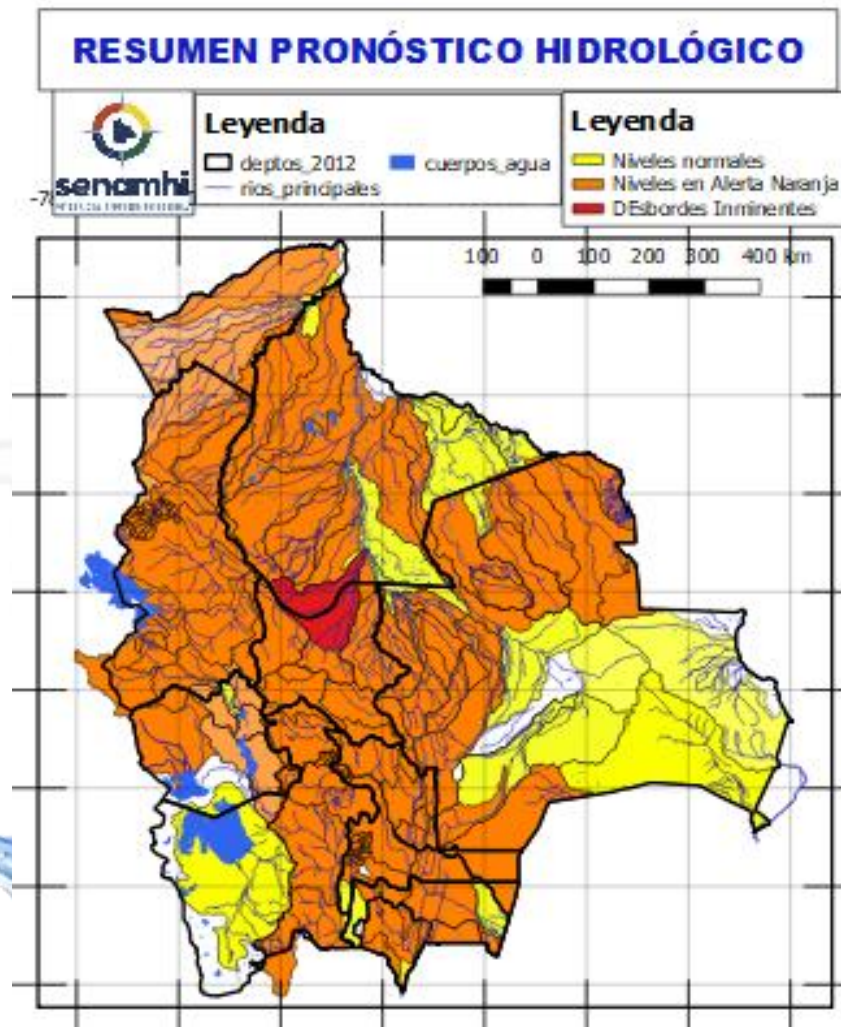 RESUMEN PRONÓSTICO HIDROLÓGICO
senamhi
Leyenda
deptos_2012
cuerpos_agua
rios_principales
Leyenda
Niveles normales
Niveles en Alerta Naranja
DEsbordes Inminentes
100 0 100 200 300 400 km